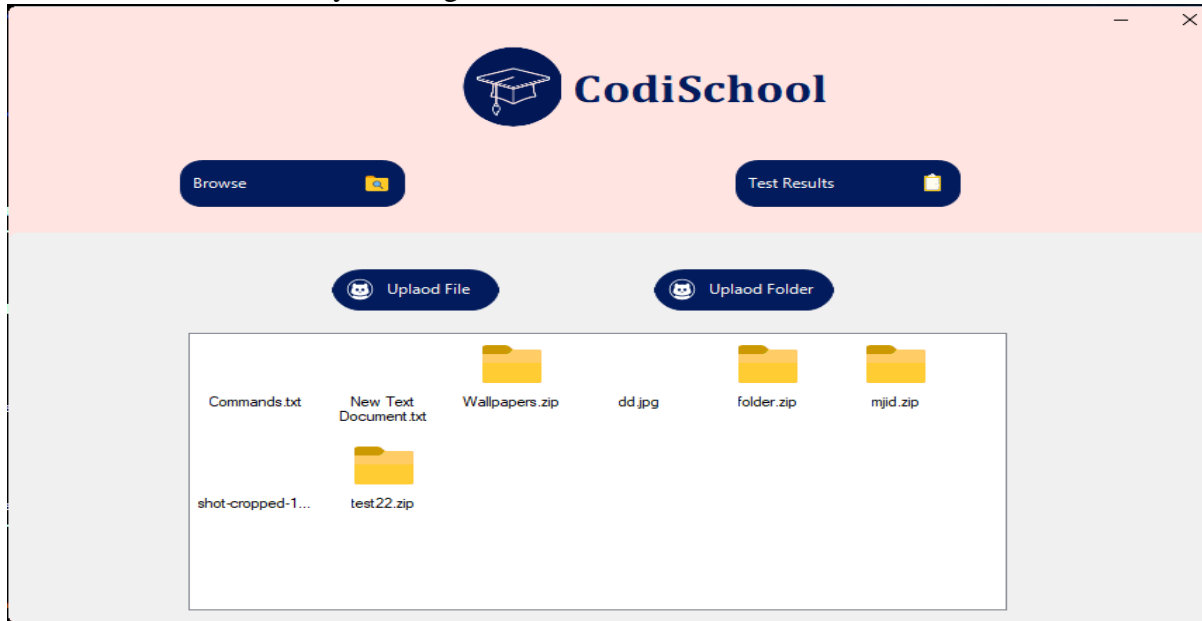 CodiSchool
Browse
Test Results
Uplaod File
Uplaod Folder
Commands.txt
New Text
Document.txt
Wallpapers.zip
dd.jpg
folder.zip
mjid.zip
shot-cropped-1...
test22.zip